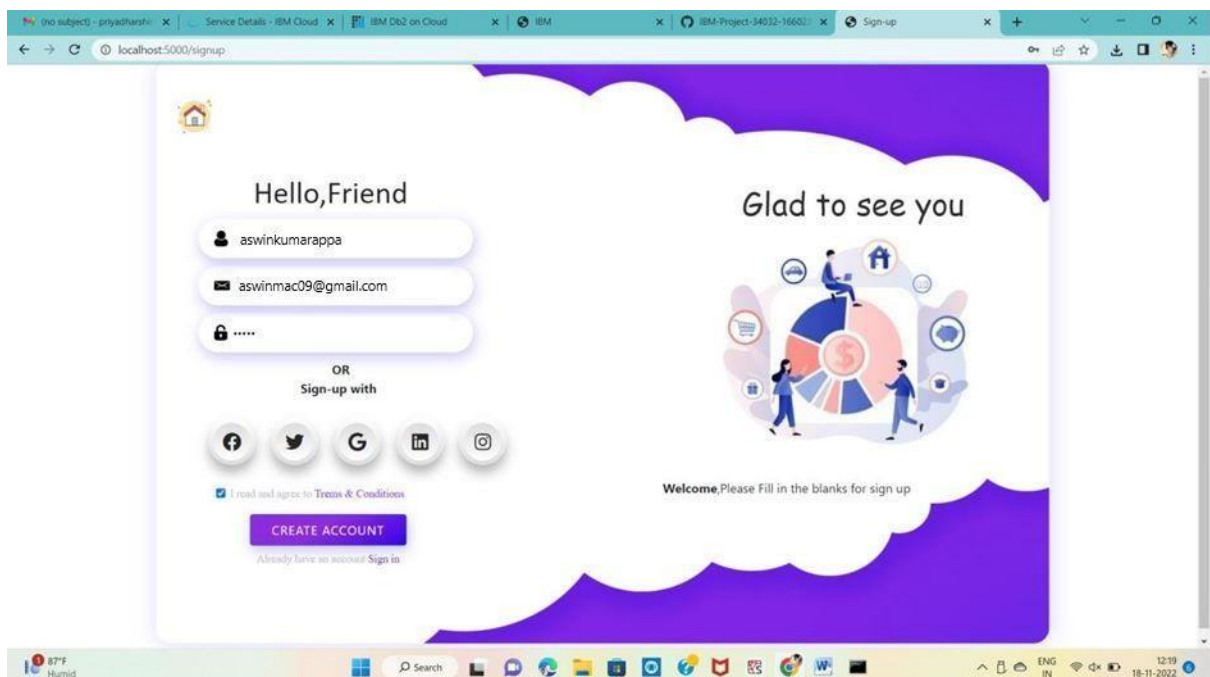 (no subject) - priyadharshi
Service Details - IBM Cloud
IBM Db2 on Cloud
IBM
IBM-Project-34032-16602
Sign-up
localhost:5000/signup
Hello,Friend
aswinkumarappa
aswinmac09@gmail.com
•••••
OR
Sign-up with
I read and agree to Trems & Conditions
CREATE ACCOUNT
Already have an account Sign in
Glad to see you
Welcome,Please Fill in the blanks for sign up
87°F
Humid
Search
ENG
IN
12:19
18-11-2022